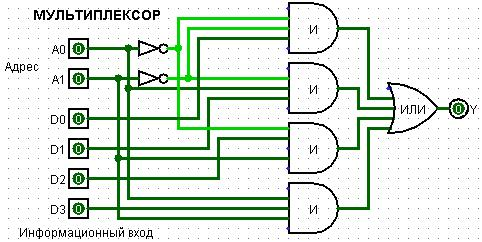 МУЛЬТИПЛЕКСОР
A0 0
И
Адрес
A1 0
D0 0
И
D1 0
ИЛИ 0 Y
D2 0
И
D3 0
И
Информационный вход